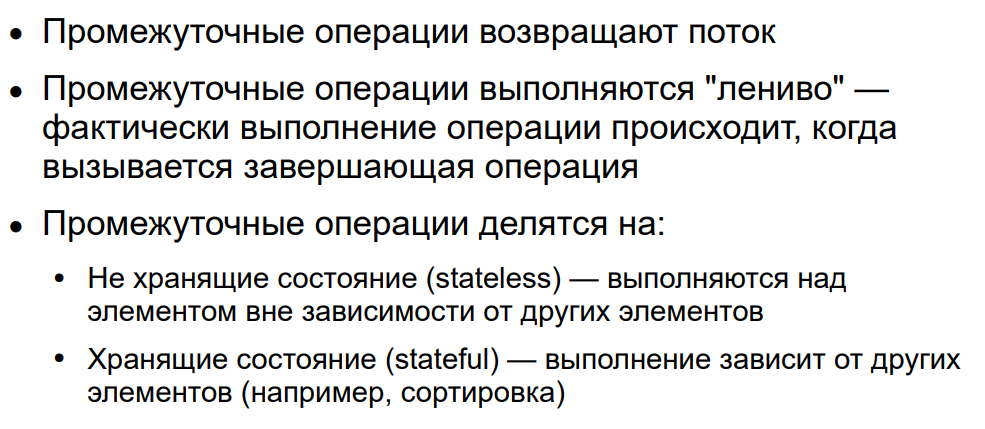 • Промежуточные операции возвращают поток
• Промежуточные операции выполняются "лениво" —
фактически выполнение операции происходит, когда
вызывается завершающая операция
• Промежуточные операции делятся на:
• Не хранящие состояние (stateless) — выполняются над
элементом вне зависимости от других элементов
• Хранящие состояние (stateful) — выполнение зависит от других
элементов (например, сортировка)